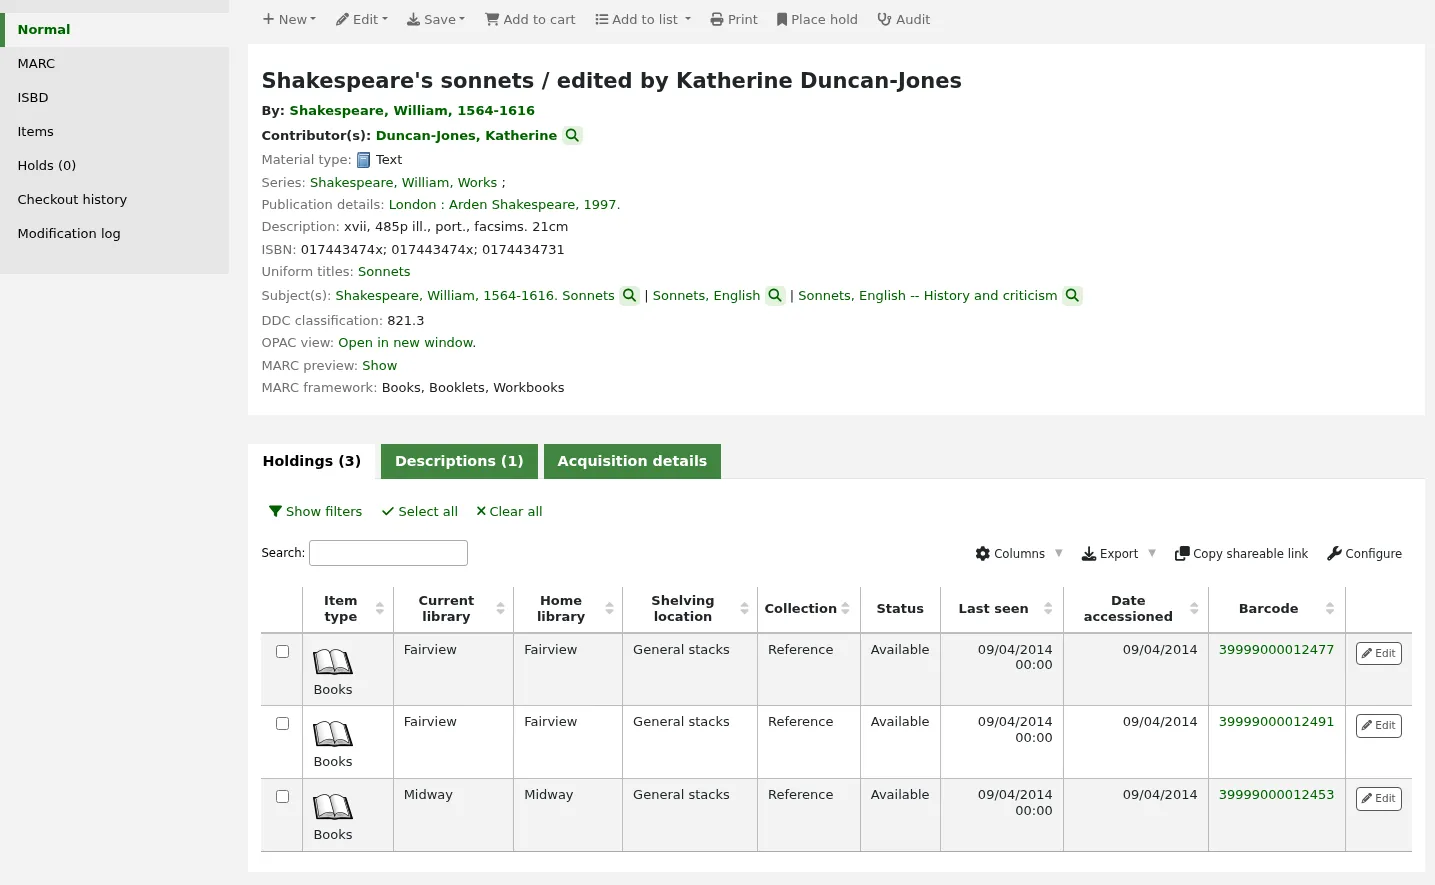 Normal
MARC
ISBD
Items
Holds (0)
Checkout history
Modification log
New Edit Save Add to cart Add to list Print Place hold Audit
Shakespeare's sonnets / edited by Katherine Duncan-Jones
By: Shakespeare, William, 1564-1616
Contributor(s): Duncan-Jones, Katherine
Material type: Text
Series: Shakespeare, William, Works ;
Publication details: London : Arden Shakespeare, 1997.
Description: xvii, 485p ill., port., facsims. 21cm
ISBN: 017443474x; 017443474x; 0174434731
Uniform titles: Sonnets
Subject(s): Shakespeare, William, 1564-1616. Sonnets | Sonnets, English | Sonnets, English -- History and criticism
DDC classification: 821.3
OPAC view: Open in new window.
MARC preview: Show
MARC framework: Books, Booklets, Workbooks
Holdings (3) Descriptions (1) Acquisition details
Show filters Select all Clear all
Search: Columns Export Copy shareable link Configure
Item type Current library Home library Shelving location Collection Status Last seen Date accessioned Barcode
Books Fairview Fairview General stacks Reference Available 09/04/2014 00:00 09/04/2014 39999000012477 Edit
Books Fairview Fairview General stacks Reference Available 09/04/2014 00:00 09/04/2014 39999000012491 Edit
Books Midway Midway General stacks Reference Available 09/04/2014 00:00 09/04/2014 39999000012453 Edit